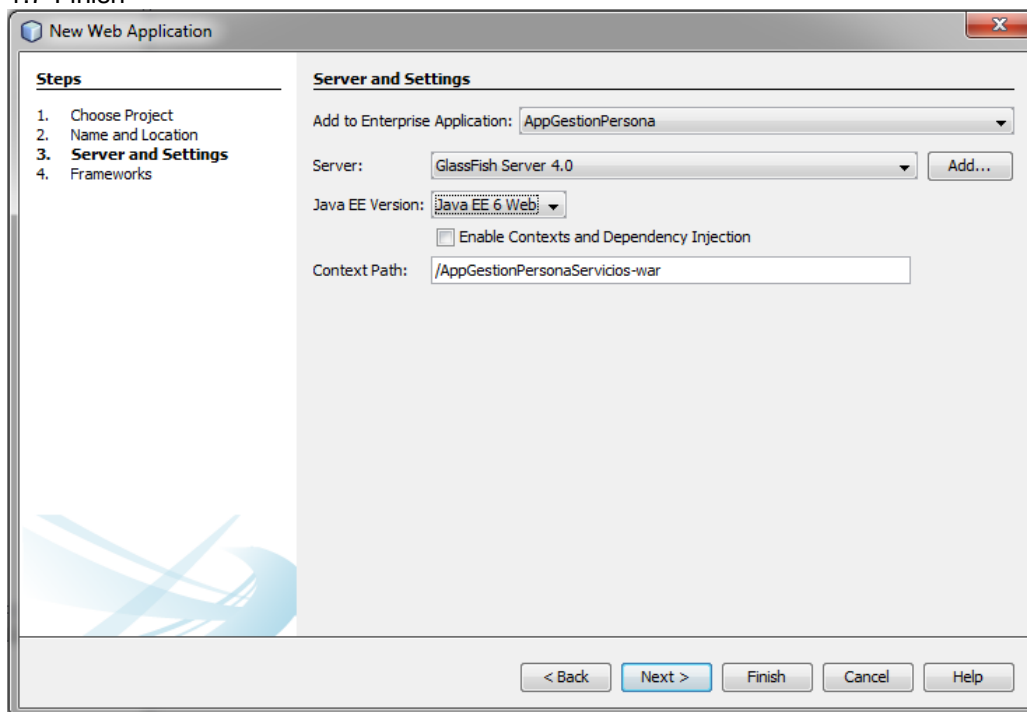 New Web Application
Steps
1. Choose Project
2. Name and Location
3. Server and Settings
4. Frameworks
Server and Settings
Add to Enterprise Application: AppGestionPersona
Server: GlassFish Server 4.0 Add...
Java EE Version: Java EE 6 Web
Enable Contexts and Dependency Injection
Context Path: /AppGestionPersonaServicios-war
< Back Next > Finish Cancel Help